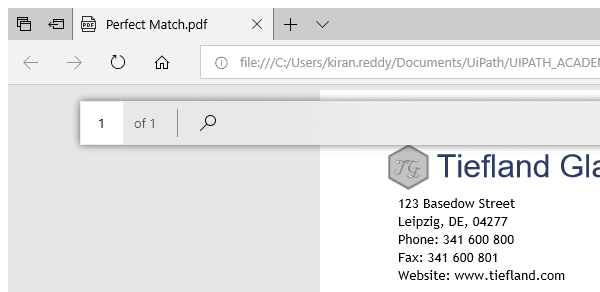 Perfect Match.pdf
file:///C:/Users/kiran.reddy/Documents/UiPath/UIPATH_ACADE
1 of 1
TG Tiefland Gla
123 Basedow Street
Leipzig, DE, 04277
Phone: 341 600 800
Fax: 341 600 801
Website: www.tiefland.com